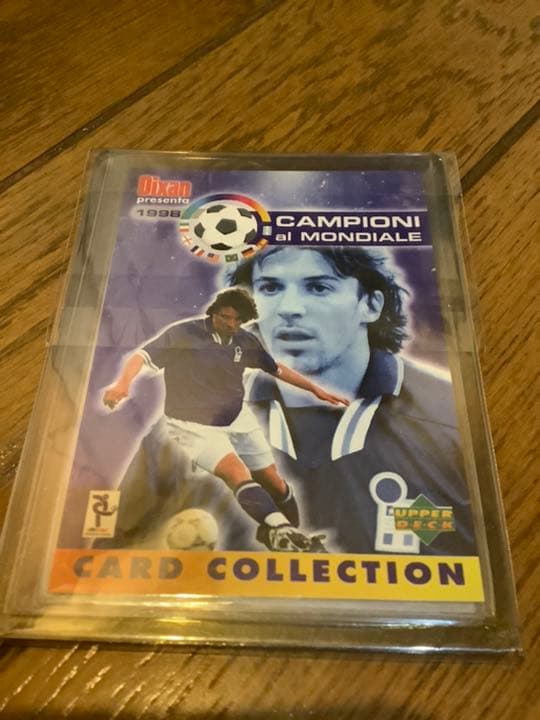 Dixan
presenta
1998
CAMPIONI
al MONDIALE
UPPER
DECK
CARD COLLECTION